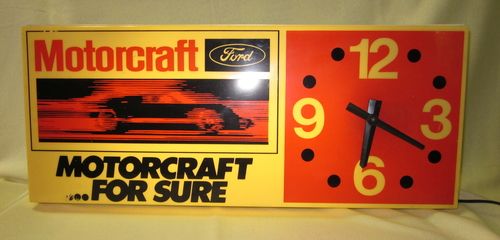 Motorcraft
Ford
MOTORCRAFT
FOR SURE
12
9
3
6